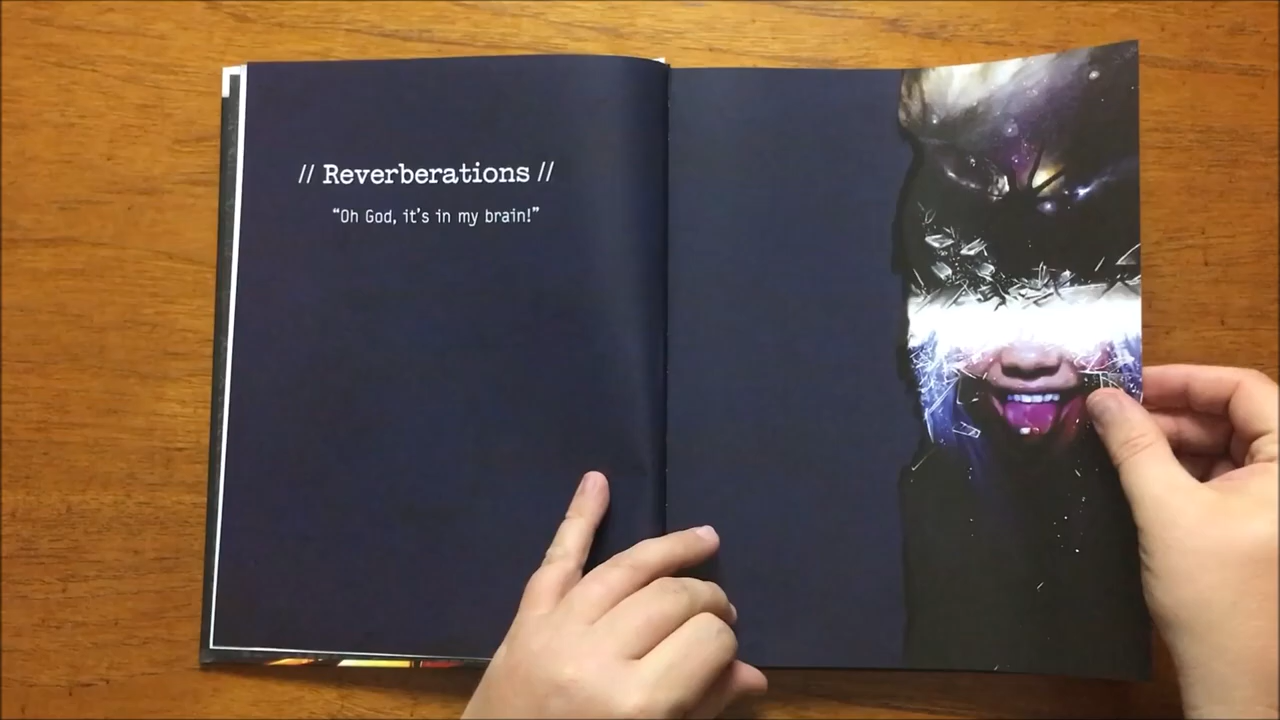 // Reverberations //
“Oh God, it’s in my brain!”